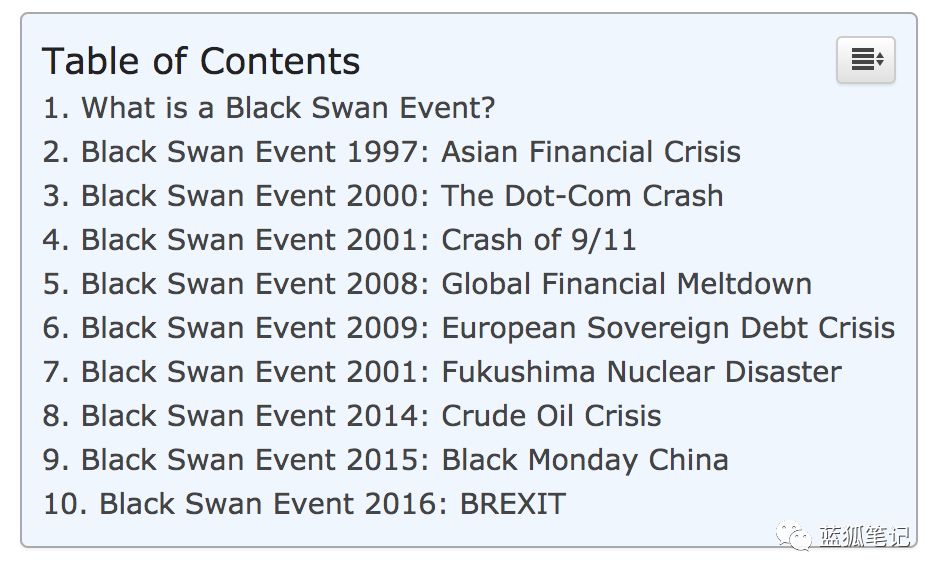 Table of Contents
1. What is a Black Swan Event?
2. Black Swan Event 1997: Asian Financial Crisis
3. Black Swan Event 2000: The Dot-Com Crash
4. Black Swan Event 2001: Crash of 9/11
5. Black Swan Event 2008: Global Financial Meltdown
6. Black Swan Event 2009: European Sovereign Debt Crisis
7. Black Swan Event 2001: Fukushima Nuclear Disaster
8. Black Swan Event 2014: Crude Oil Crisis
9. Black Swan Event 2015: Black Monday China
10. Black Swan Event 2016: BREXIT
蓝狐笔记